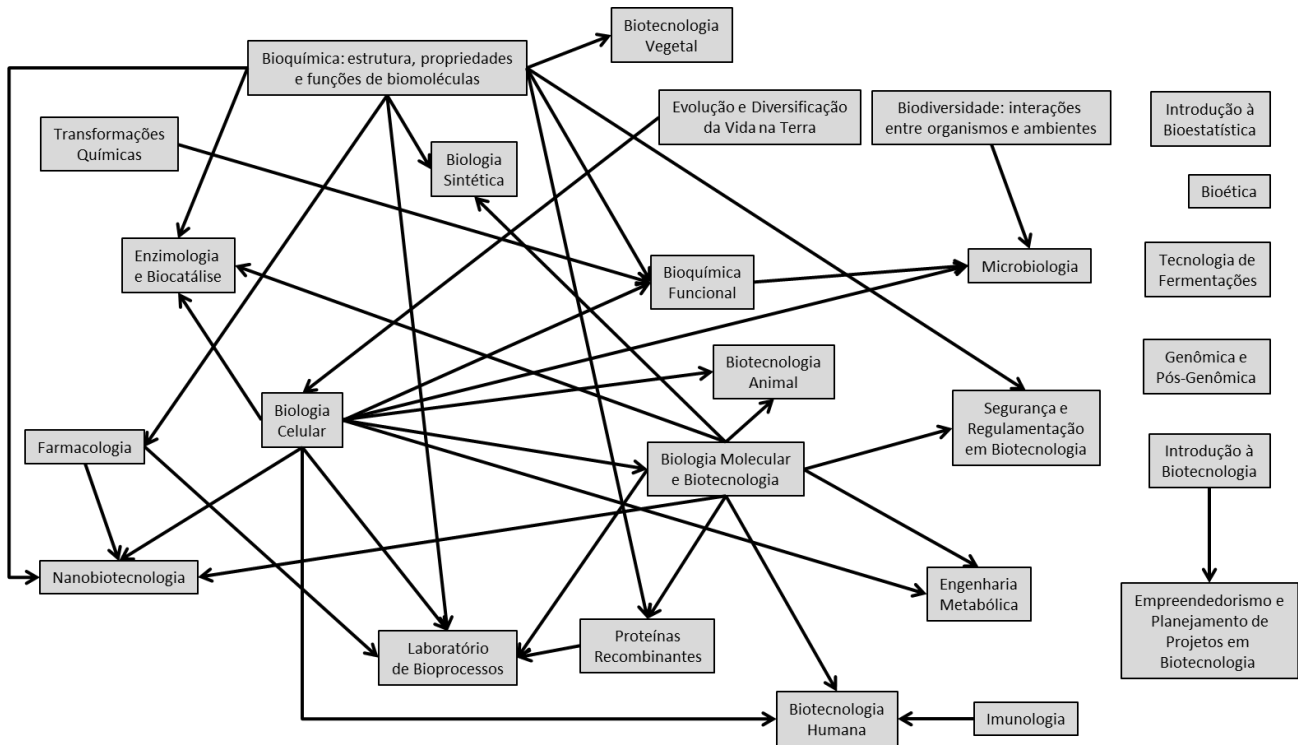 Biotecnologia
Vegetal
Bioquímica: estrutura, propriedades
e funções de biomoléculas
Evolução e Diversificação
da Vida na Terra
Biodiversidade: interações
entre organismos e ambientes
Introdução à
Bioestatística
Transformações
Químicas
Biologia
Sintética
Bioética
Enzimologia
e Biocatálise
Bioquímica
Funcional
Microbiologia
Tecnologia de
Fermentações
Biotecnologia
Animal
Genômica e
Pós-Genômica
Biologia
Celular
Segurança e
Regulamentação
em Biotecnologia
Farmacologia
Biologia Molecular
e Biotecnologia
Introdução à
Biotecnologia
Nanobiotecnologia
Engenharia
Metabólica
Empreendedorismo e
Planejamento de
Projetos em
Biotecnologia
Laboratório
de Bioprocessos
Proteínas
Recombinantes
Biotecnologia
Humana
Imunologia